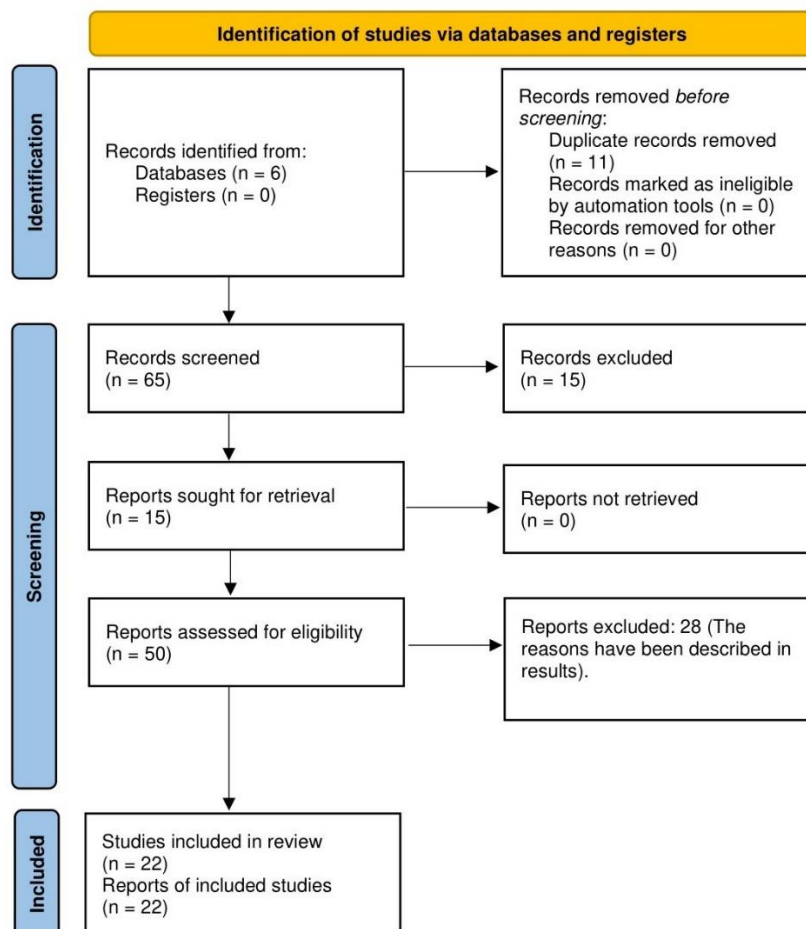 Identification of studies via databases and registers
Identification
Records identified from:
Databases (n = 6)
Registers (n = 0)
Records removed before
screening:
Duplicate records removed
(n = 11)
Records marked as ineligible
by automation tools (n = 0)
Records removed for other
reasons (n = 0)
Screening
Records screened
(n = 65)
Records excluded
(n = 15)
Reports sought for retrieval
(n = 15)
Reports not retrieved
(n = 0)
Reports assessed for eligibility
(n = 50)
Reports excluded: 28 (The
reasons have been described in
results).
Included
Studies included in review
(n = 22)
Reports of included studies
(n = 22)